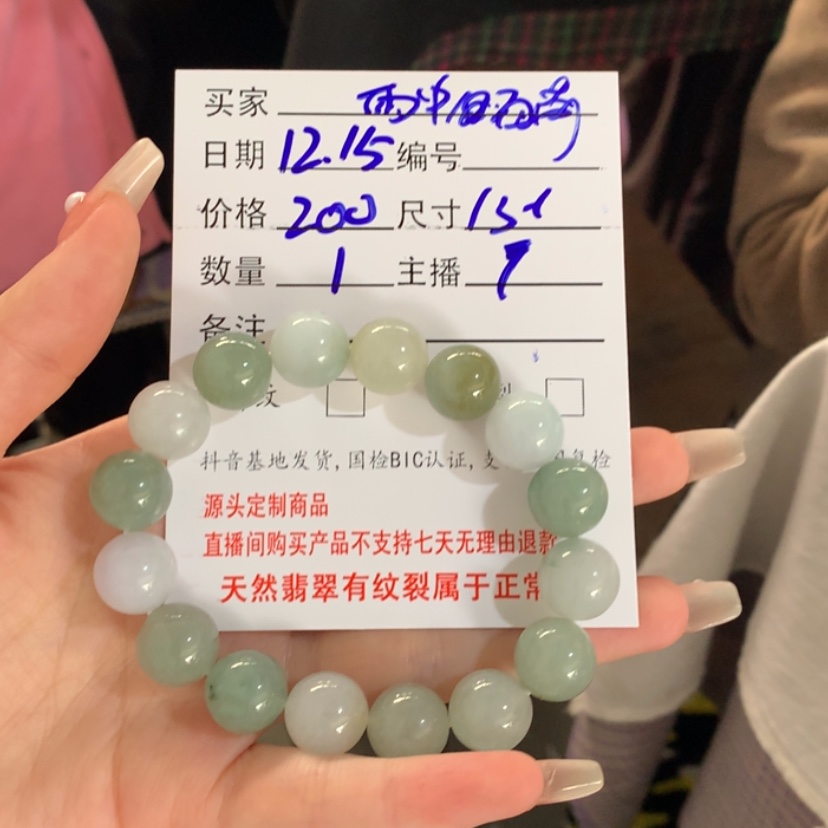 买家
日期 12.15 编号
价格 200 尺寸
数量 1 主播
备注
抖音基地发货,国检BIC认证,支 复检
源头定制商品
直播间购买产品不支持七天无理由退款
天然翡翠有纹裂属于正常